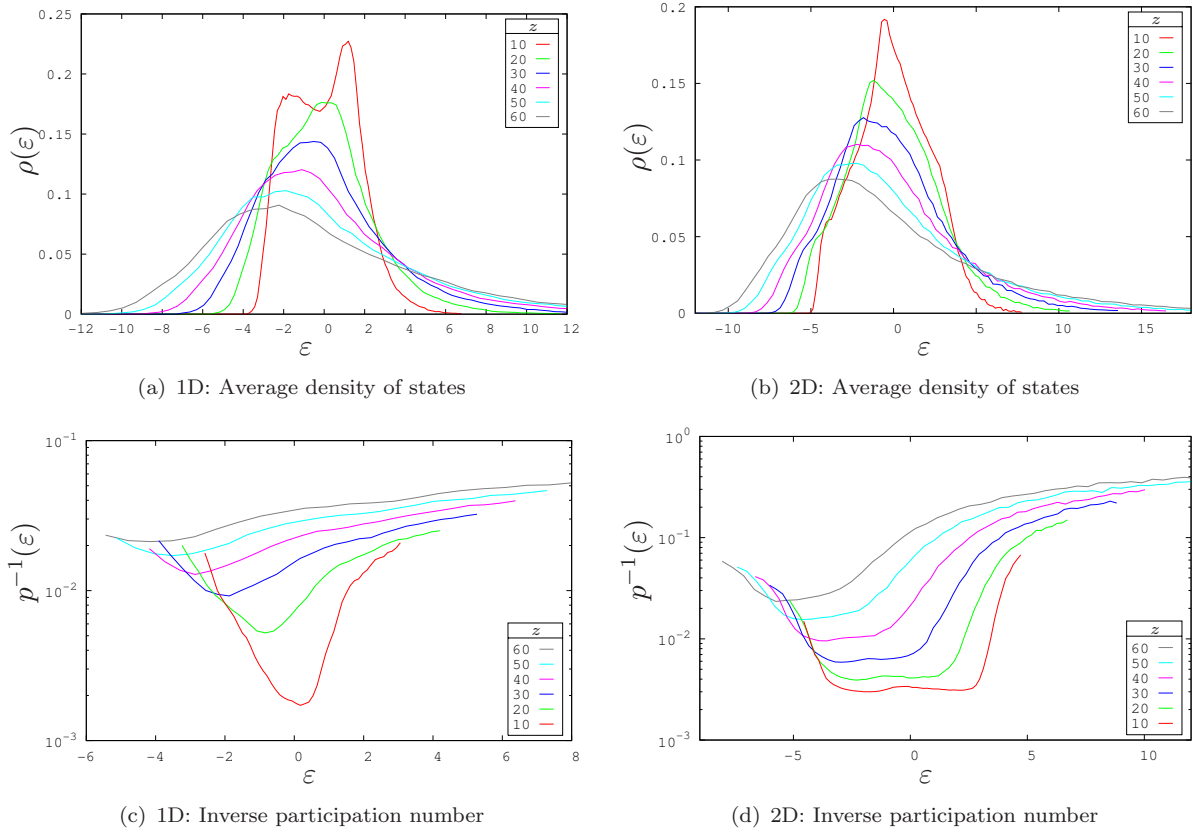 0.25
0.2
0.15
0.1
0.05
0
ρ(ε)
-12 -10 -8 -6 -4 -2 0 2 4 6 8 10 12
ε
z
10
20
30
40
50
60
(a) 1D: Average density of states
0.2
0.15
0.1
0.05
0
ρ(ε)
-10 -5 0 5 10 15
ε
z
10
20
30
40
50
60
(b) 2D: Average density of states
10⁻¹
10⁻²
10⁻³
p⁻¹(ε)
-6 -4 -2 0 2 4 6 8
ε
z
60
50
40
30
20
10
(c) 1D: Inverse participation number
10⁰
10⁻¹
10⁻²
10⁻³
p⁻¹(ε)
-5 0 5 10
ε
z
60
50
40
30
20
10
(d) 2D: Inverse participation number